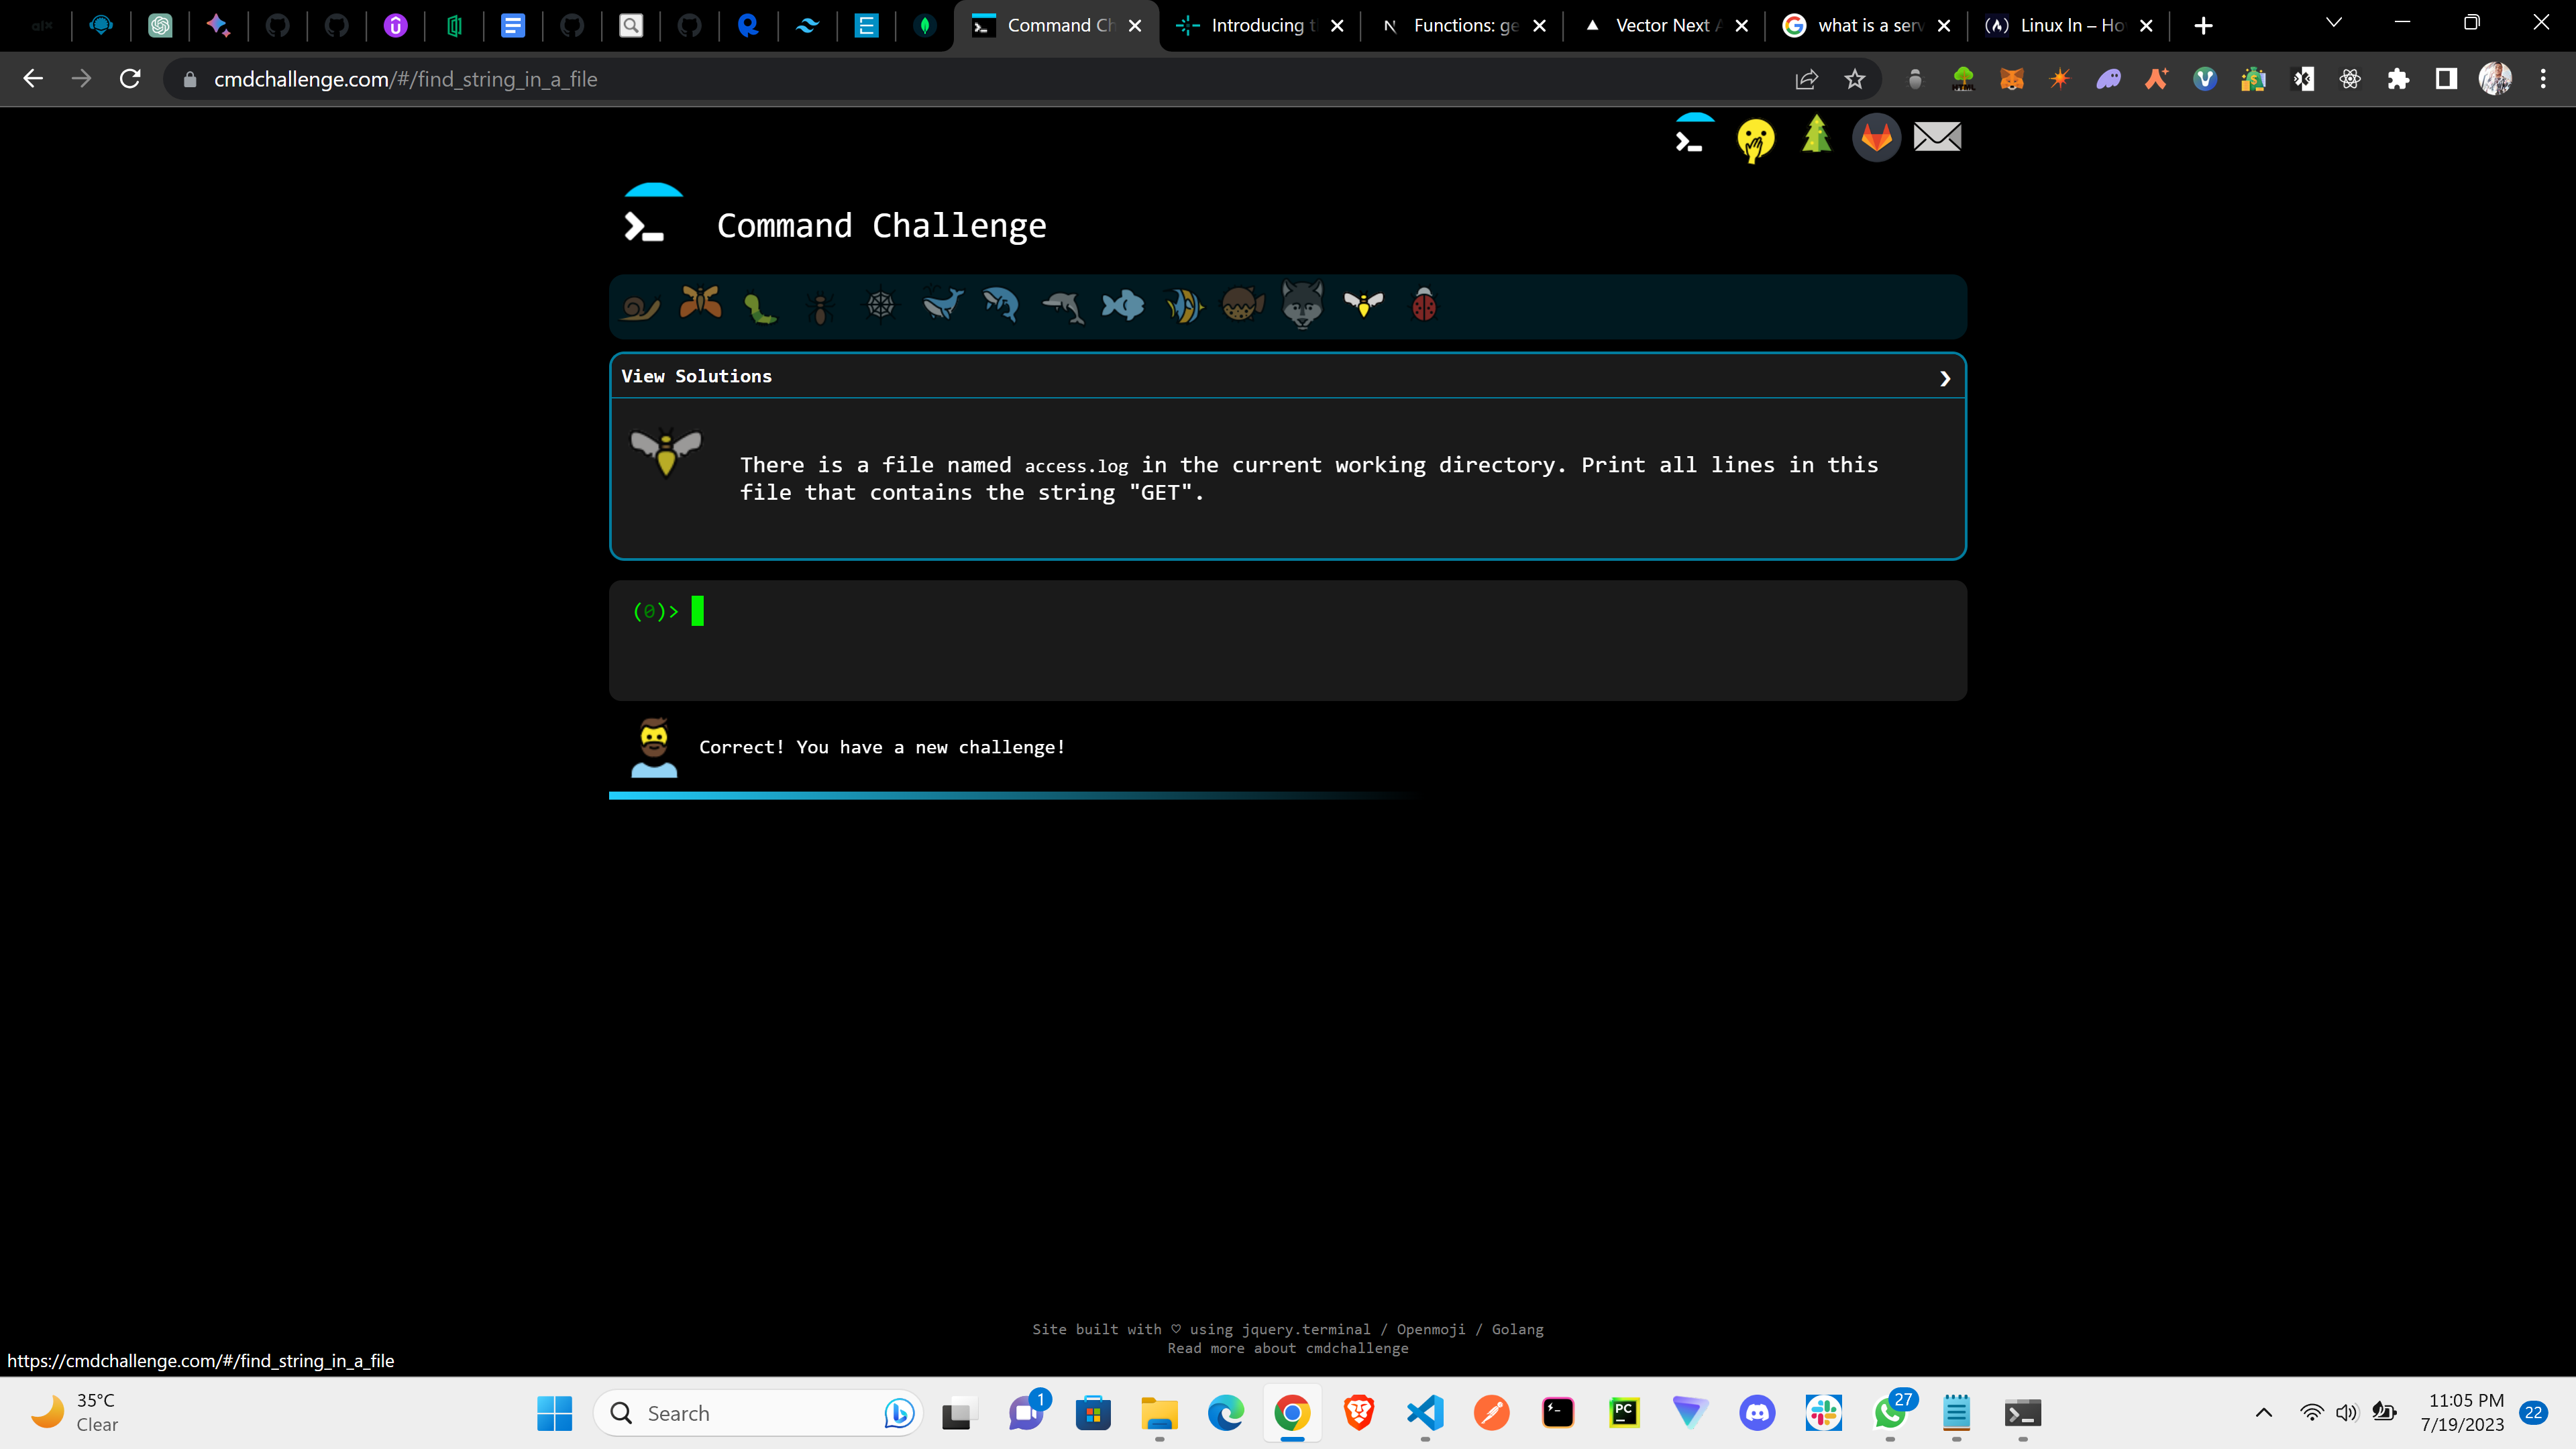 alx
Command Ch
Introducing t
Functions: ge
Vector Next A
what is a serv
Linux In – Ho
cmdchallenge.com/#/find_string_in_a_file
Command Challenge
View Solutions
There is a file named access.log in the current working directory. Print all lines in this
file that contains the string "GET".
(0)>
Correct! You have a new challenge!
Site built with ♡ using jquery.terminal / Openmoji / Golang
Read more about cmdchallenge
https://cmdchallenge.com/#/find_string_in_a_file
35°C
Clear
Search
1
PC
27
11:05 PM
7/19/2023
22